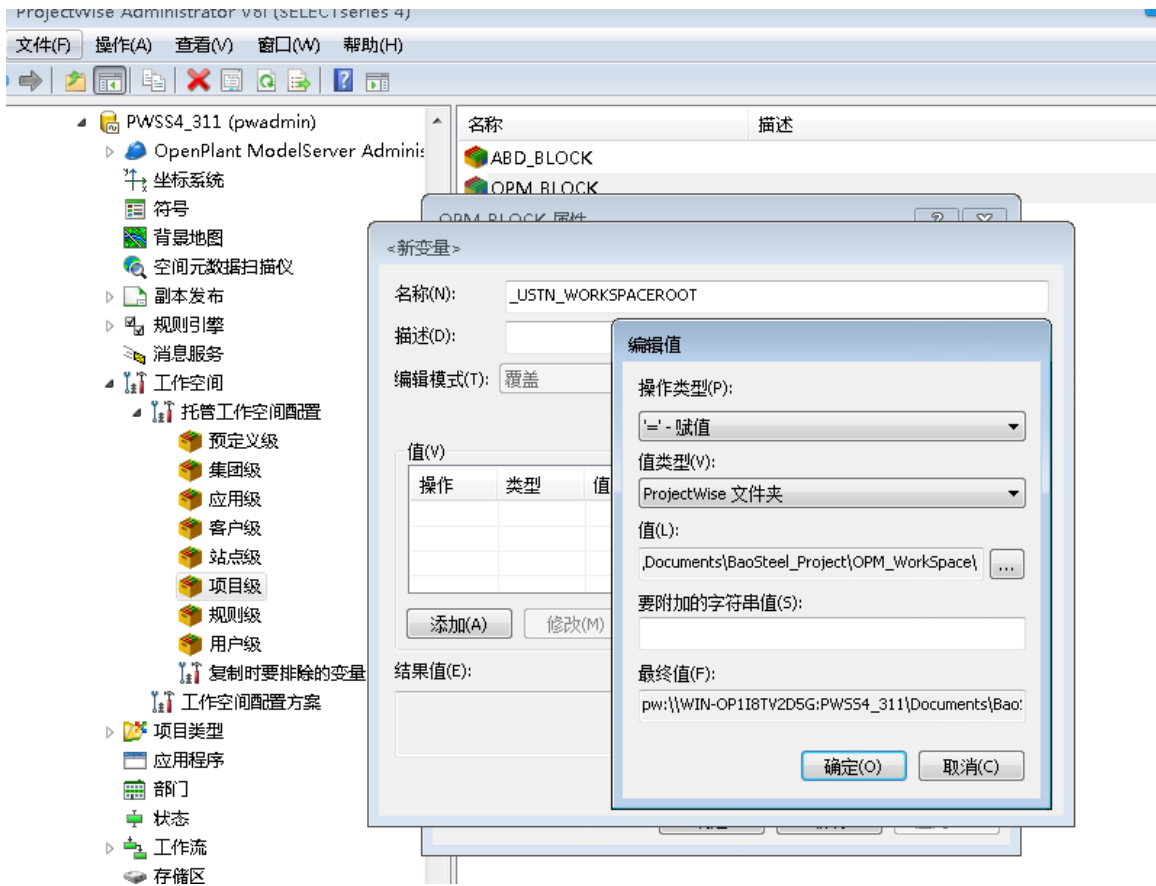 ProjectWise Administrator V8i (SELECTseries 4)
文件(F) 操作(A) 查看(V) 窗口(W) 帮助(H)
PWSS4_311 (pwadmin)
OpenPlant ModelServer Adminis
坐标系统
符号
背景地图
空间元数据扫描仪
副本发布
规则引擎
消息服务
工作空间
托管工作空间配置
预定义级
集团级
应用级
客户级
站点级
项目级
规则级
用户级
复制时要排除的变量
工作空间配置方案
项目类型
应用程序
部门
状态
工作流
存储区
名称 描述
ABD_BLOCK
OPM_BLOCK
OPM_BLOCK 属性
<新变量>
名称(N): _USTN_WORKSPACEROOT
描述(D):
编辑模式(T): 覆盖
值(V)
操作 类型 值
添加(A) 修改(M)
结果值(E):
编辑值
操作类型(P):
'=' - 赋值
值类型(V):
ProjectWise 文件夹
值(L):
Documents\BaoSteel_Project\OPM_WorkSpace\ ...
要附加的字符串值(S):
最终值(F):
pw:\\WIN-OP1I8TV2D5G:PWSS4_311\Documents\Bao
确定(O) 取消(C)